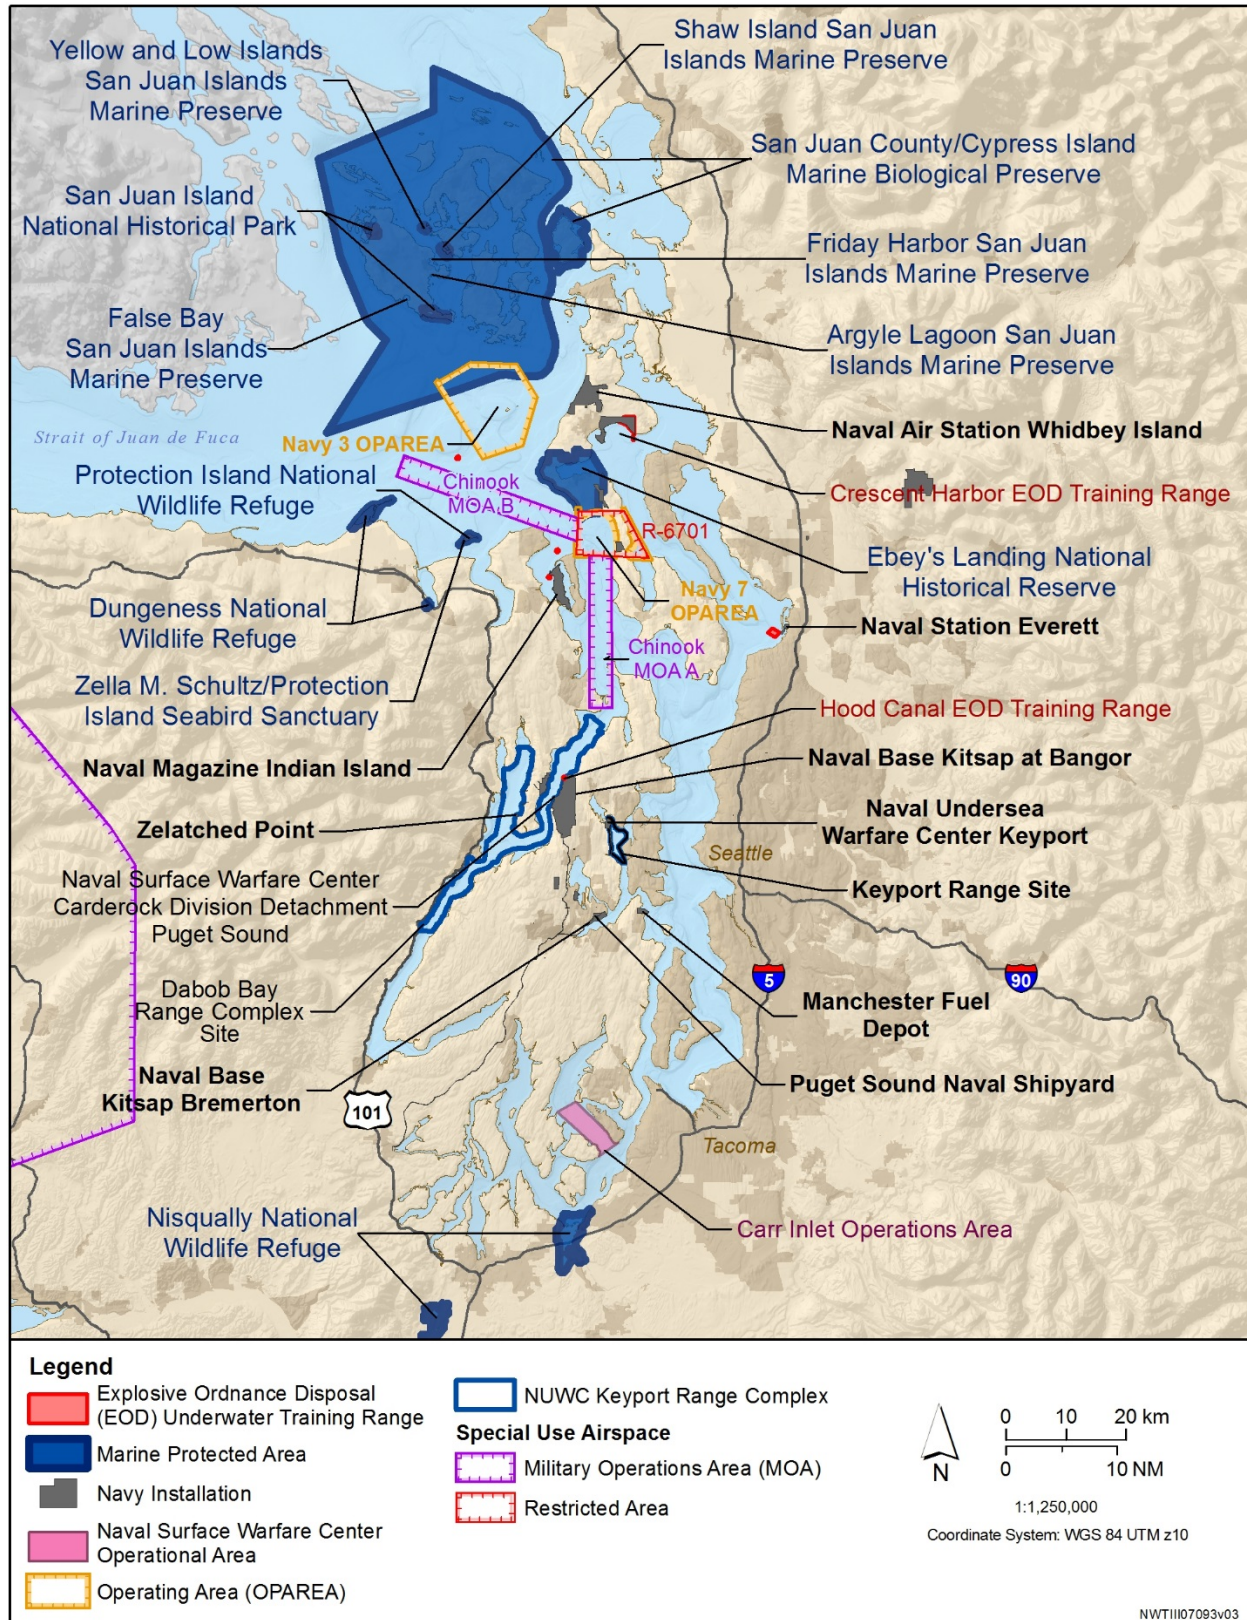 Yellow and Low Islands
San Juan Islands
Marine Preserve
Shaw Island San Juan
Islands Marine Preserve
San Juan County/Cypress Island
Marine Biological Preserve
San Juan Island
National Historical Park
Friday Harbor San Juan
Islands Marine Preserve
False Bay
San Juan Islands
Marine Preserve
Argyle Lagoon San Juan
Islands Marine Preserve
Strait of Juan de Fuca
Navy 3 OPAREA
Naval Air Station Whidbey Island
Protection Island National
Wildlife Refuge
Chinook
MOA B
Crescent Harbor EOD Training Range
R-6701
Ebey's Landing National
Historical Reserve
Navy 7
OPAREA
Dungeness National
Wildlife Refuge
Naval Station Everett
Chinook
MOA A
Zella M. Schultz/Protection
Island Seabird Sanctuary
Hood Canal EOD Training Range
Naval Magazine Indian Island
Naval Base Kitsap at Bangor
Zelatched Point
Naval Undersea
Warfare Center Keyport
Seattle
Naval Surface Warfare Center
Carderock Division Detachment
Puget Sound
Keyport Range Site
Dabob Bay
Range Complex
Site
5
90
Manchester Fuel
Depot
Naval Base
Kitsap Bremerton
Puget Sound Naval Shipyard
101
Tacoma
Nisqually National
Wildlife Refuge
Carr Inlet Operations Area
Legend
Explosive Ordnance Disposal
(EOD) Underwater Training Range
Marine Protected Area
Navy Installation
Naval Surface Warfare Center
Operational Area
Operating Area (OPAREA)
NUWC Keyport Range Complex
Special Use Airspace
Military Operations Area (MOA)
Restricted Area
N
0 10 20 km
0 10 NM
1:1,250,000
Coordinate System: WGS 84 UTM z10
NWTIII07093v03